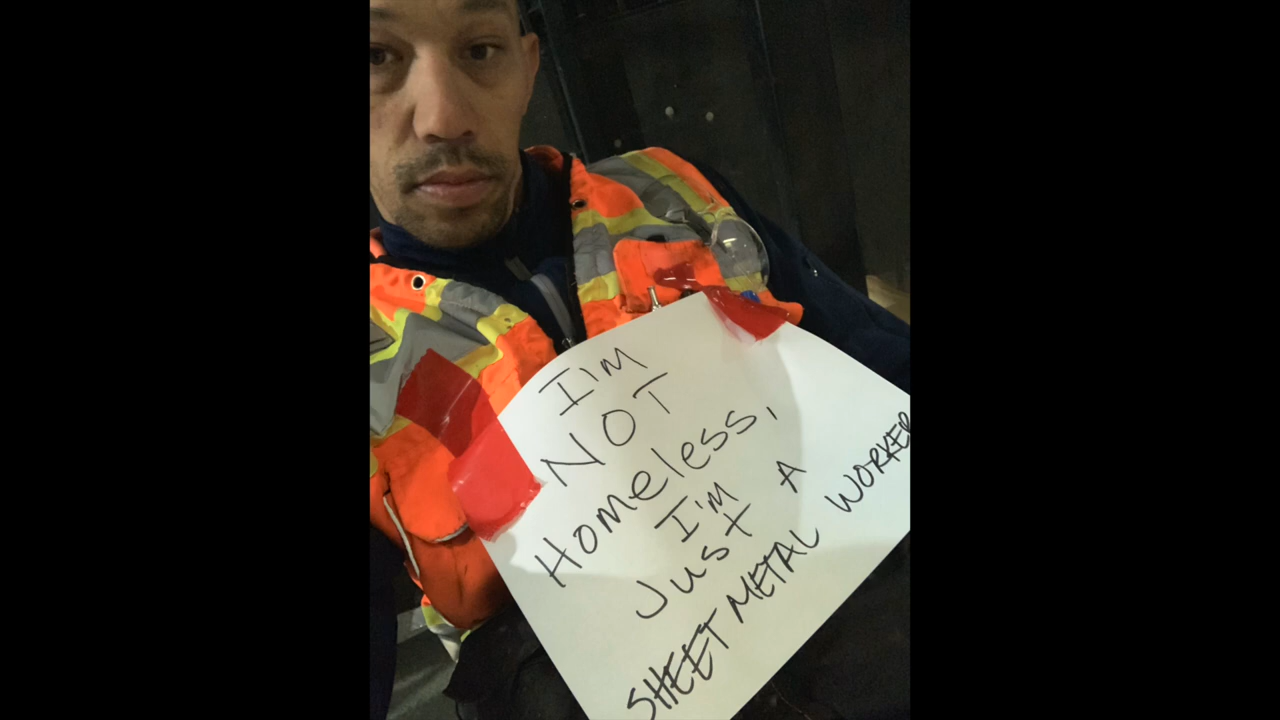 I'M
NOT
HOMELESS,
I'M
JUST A
SHEET METAL WORKER